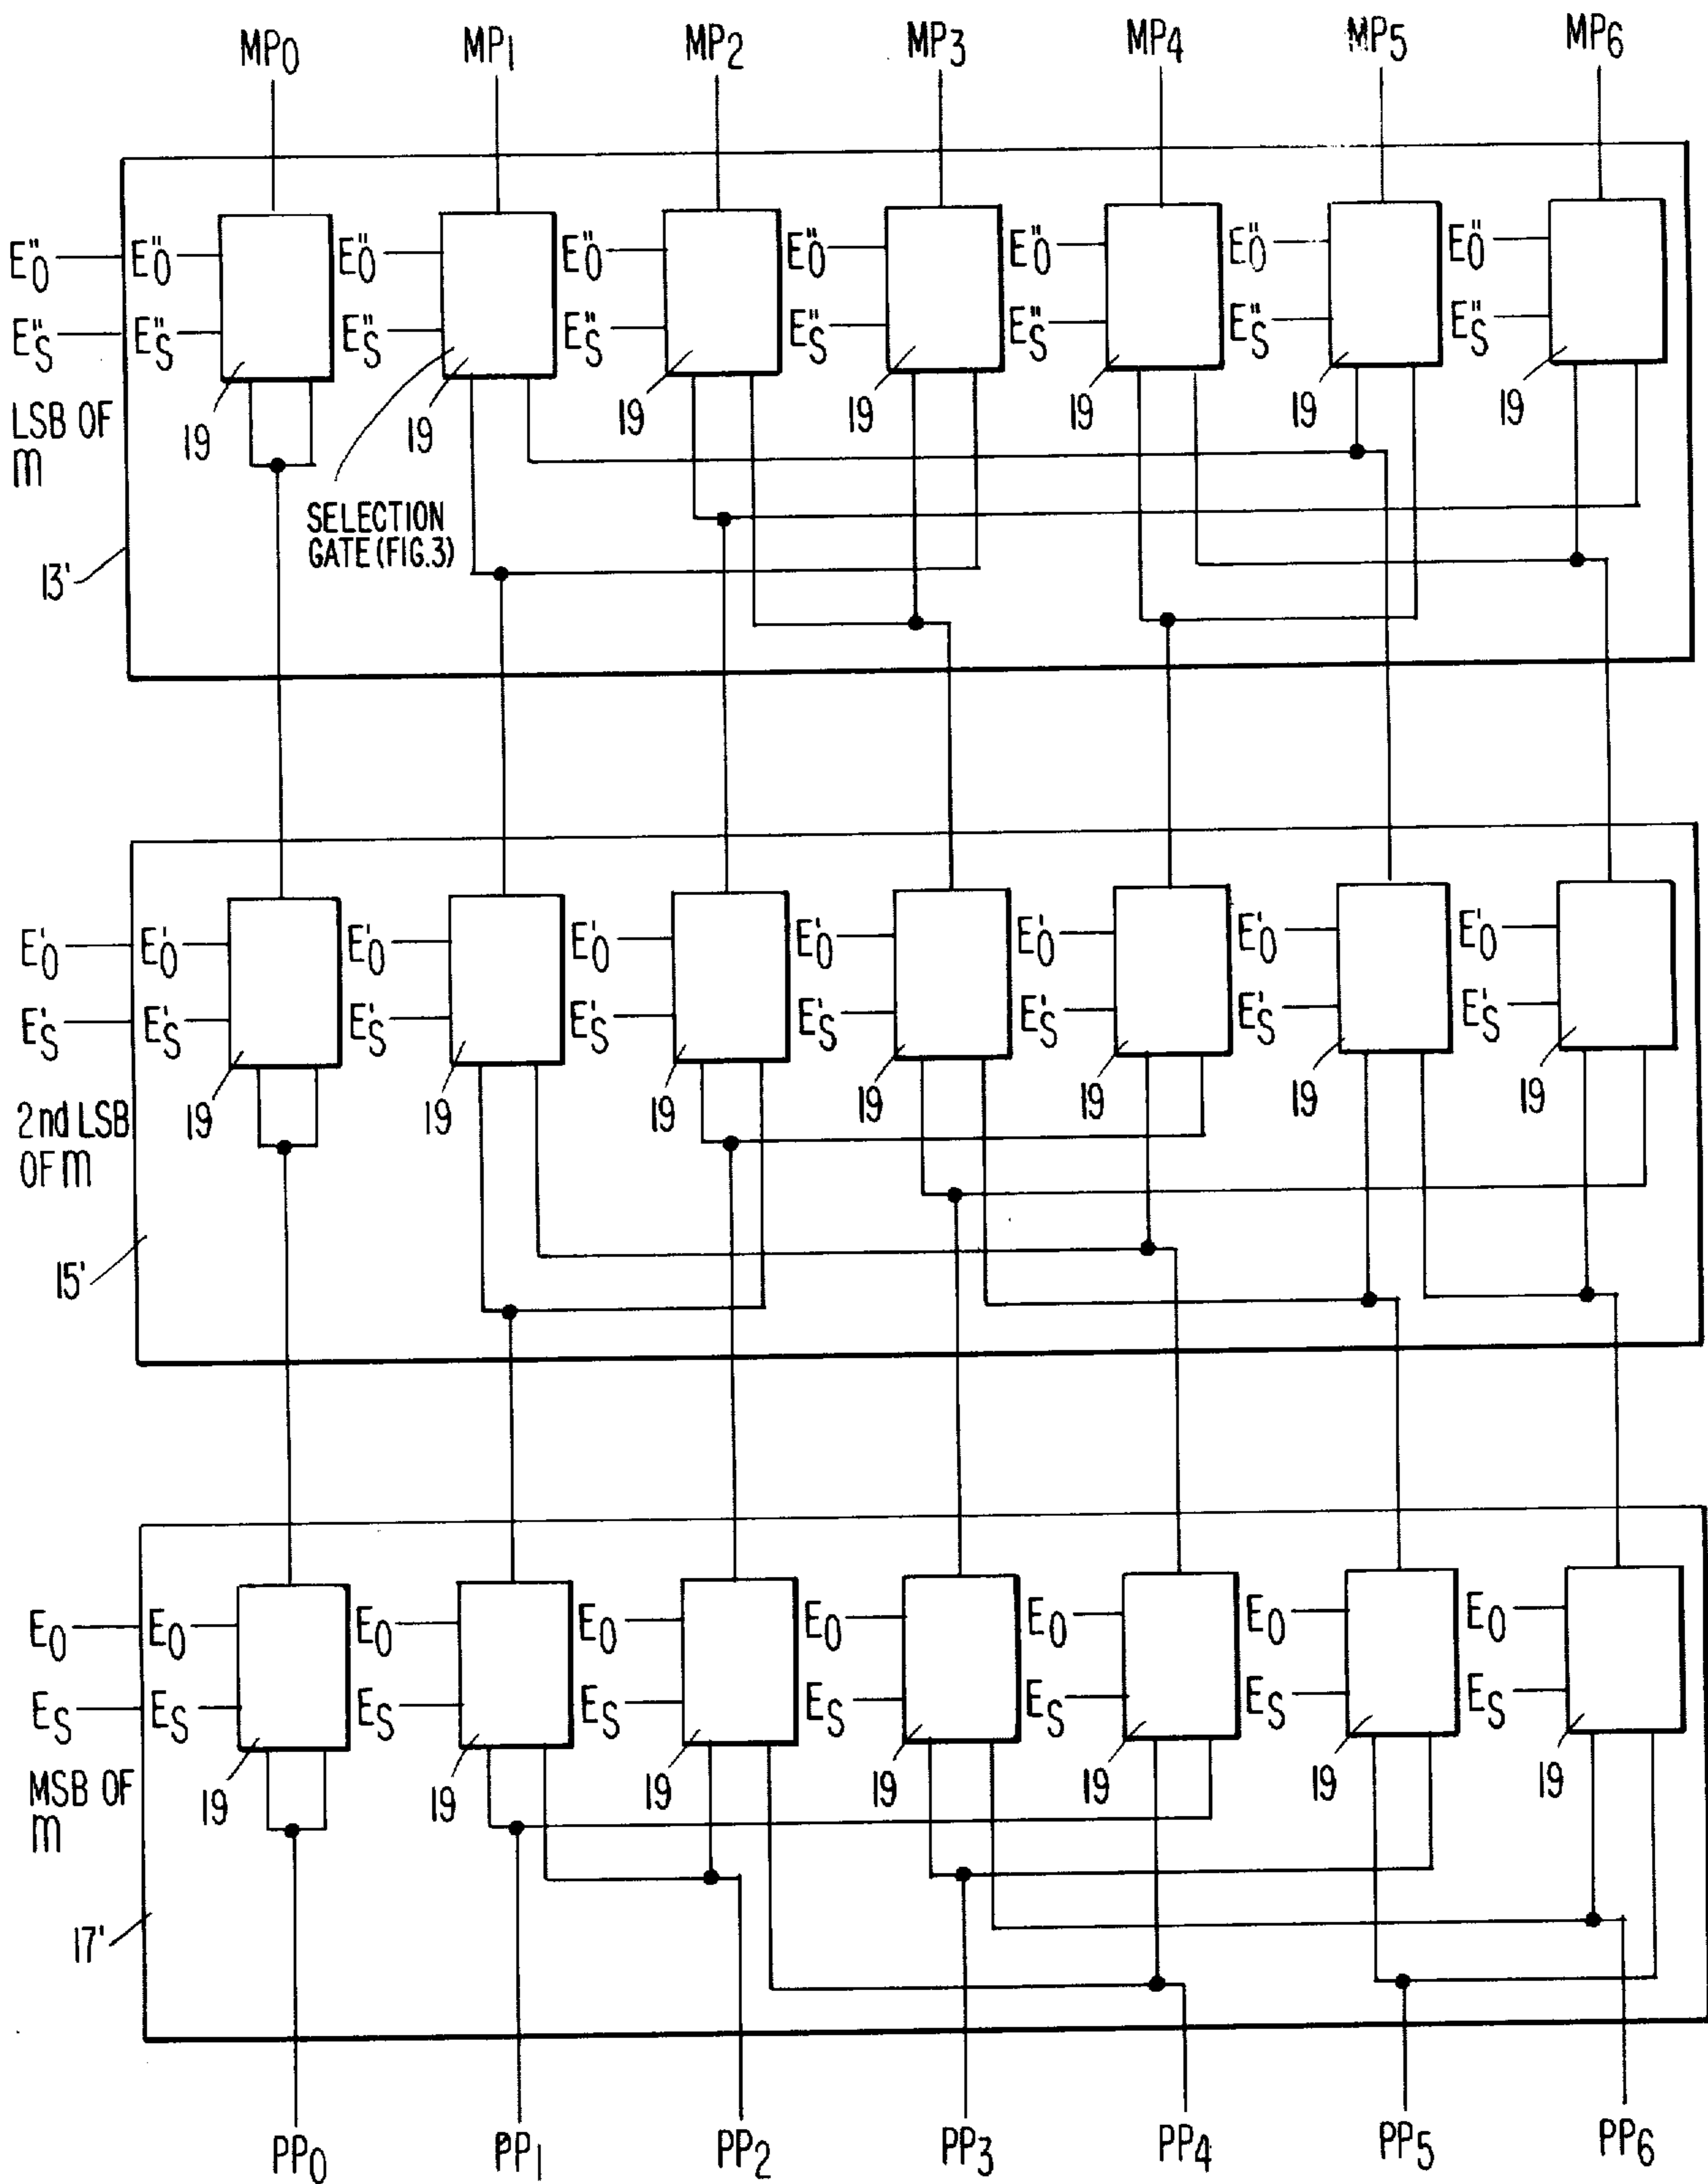 MP0 MP1 MP2 MP3 MP4 MP5 MP6
E"0 E"0 E"0 E"0 E"0 E"0 E"0 E"0
E"S E"S E"S E"S E"S E"S E"S E"S
19 19 19 19 19 19 19
LSB OF
m
SELECTION
GATE (FIG.3)
13'
E'0 E'0 E'0 E'0 E'0 E'0 E'0 E'0
E'S E'S E'S E'S E'S E'S E'S E'S
19 19 19 19 19 19 19
2nd LSB
OF m
15'
E0 E0 E0 E0 E0 E0 E0 E0
ES ES ES ES ES ES ES ES
19 19 19 19 19 19 19
MSB OF
m
17'
PP0 PP1 PP2 PP3 PP4 PP5 PP6